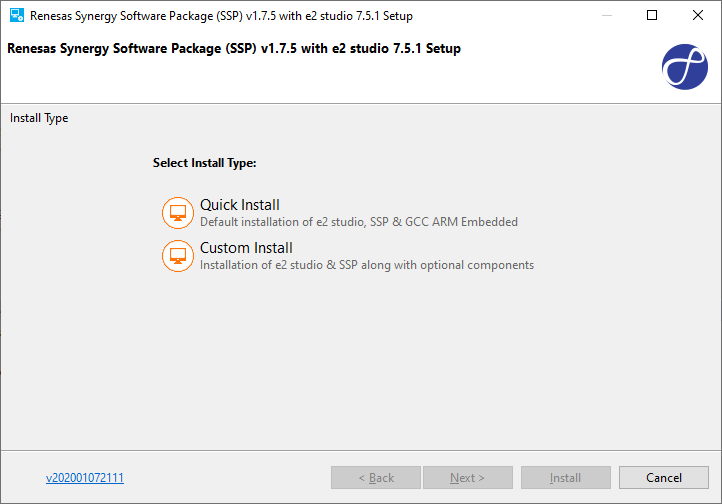 Renesas Synergy Software Package (SSP) v1.7.5 with e2 studio 7.5.1 Setup
Renesas Synergy Software Package (SSP) v1.7.5 with e2 studio 7.5.1 Setup
Install Type
Select Install Type:
Quick Install
Default installation of e2 studio, SSP & GCC ARM Embedded
Custom Install
Installation of e2 studio & SSP along with optional components
v202001072111
< Back
Next >
Install
Cancel